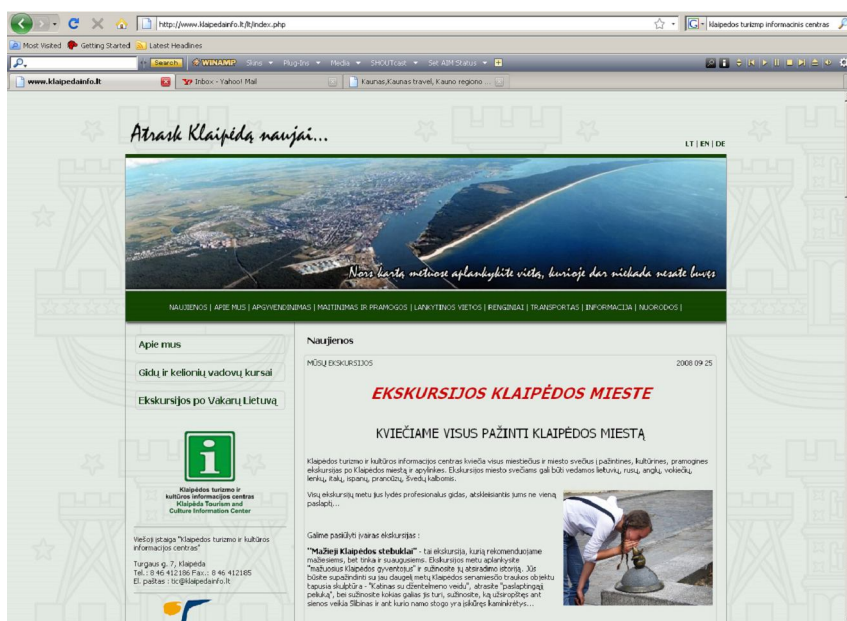 http://www.klaipedainfo.lt/lt/index.php
klaipedos turizmp informacinis centras
Most Visited Getting Started Latest Headlines
Search WINAMP Skins Plug-Ins Media SHOUTcast Set AIM Status
www.klaipedainfo.lt Inbox - Yahoo! Mail Kaunas,Kaunas travel, Kauno regiono ...
Atrask Klaipėdą naujai...
LT | EN | DE
Nors kartą metuose aplankykite vietą, kurioje dar niekada nesate buvęs
NAUJIENOS | APIE MUS | APGYVENDINIMAS | MAITINIMAS IR PRAMOGOS | LANKYTINOS VIETOS | RENGINIAI | TRANSPORTAS | INFORMACIJA | NUORODOS |
Apie mus
Gidų ir kelionių vadovų kursai
Ekskursijos po Vakarų Lietuvą
Klaipėdos turizmo ir
kultūros informacijos centras
Klaipėda Tourism and
Culture Information Center
Viešoji įstaiga "Klaipėdos turizmo ir kultūros
informacijos centras"
Turgaus g. 7, Klaipėda
Tel.: 8 46 412186 Fax.: 8 46 412185
El. paštas : tic@klaipedainfo.lt
Naujienos
MŪSŲ EKSKURSIJOS 2008 09 25
EKSKURSIJOS KLAIPĖDOS MIESTE
KVIEČIAME VISUS PAŽINTI KLAIPĖDOS MIESTĄ
Klaipėdos turizmo ir kultūros informacijos centras kviečia visus miestiečius ir miesto svečius į pažintines, kultūrines, pramogines
ekskursijas po Klaipėdos miestą ir apylinkes. Ekskursijos miesto svečiams gali būti vedamos lietuvių, rusų, anglų, vokiečių,
lenkų, italų, ispanų, prancūzų, švedų kalbomis.
Visų ekskursijų metu jus lydės profesionalus gidas, atskleisiantis jums ne vieną
paslaptį...
Galime pasiūlyti įvairias ekskursijas :
"Mažieji Klaipėdos stebuklai" - tai ekskursija, kurią rekomenduojame
mažiesiems, bet tinka ir suaugusiems. Ekskursijos metu aplankysite
"mažuosius Klaipėdos gyventojus" ir sužinosite jų atsiradimo istoriją. Jūs
būsite supažindinti su jau daugelį metų Klaipėdos senamiesčio traukos objektu
tapusia skulptūra - "Katinas su džentelmeno veidu", atrasite "paslaptingąjį
peliuką", bei sužinosite kokias galias jis turi, sužinosite, ką užsiropštęs ant
sienos veikia Slibinas ir ant kurio namo stogo yra įsikūręs kaminkrėtys...